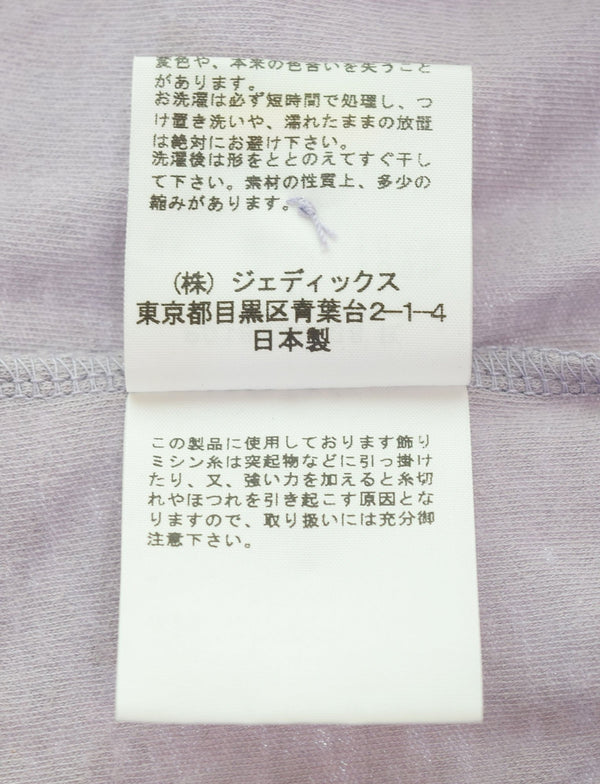 変色や、本来の色合いを失うこと
があります。
お洗濯は必ず短時間で処理し、つ
け置き洗いや、濡れたままの放置
は絶対にお避け下さい。
洗濯後は形をととのえてすぐ干し
て下さい。素材の性質上、多少の
縮みがあります。
(株) ジェディックス
東京都目黒区青葉台2-1-4
日本製
この製品に使用しております飾り
ミシン糸は突起物などに引っ掛け
たり、又、強い力を加えると糸切
れやほつれを引き起こす原因とな
りますので、取り扱いには充分御
注意下さい。